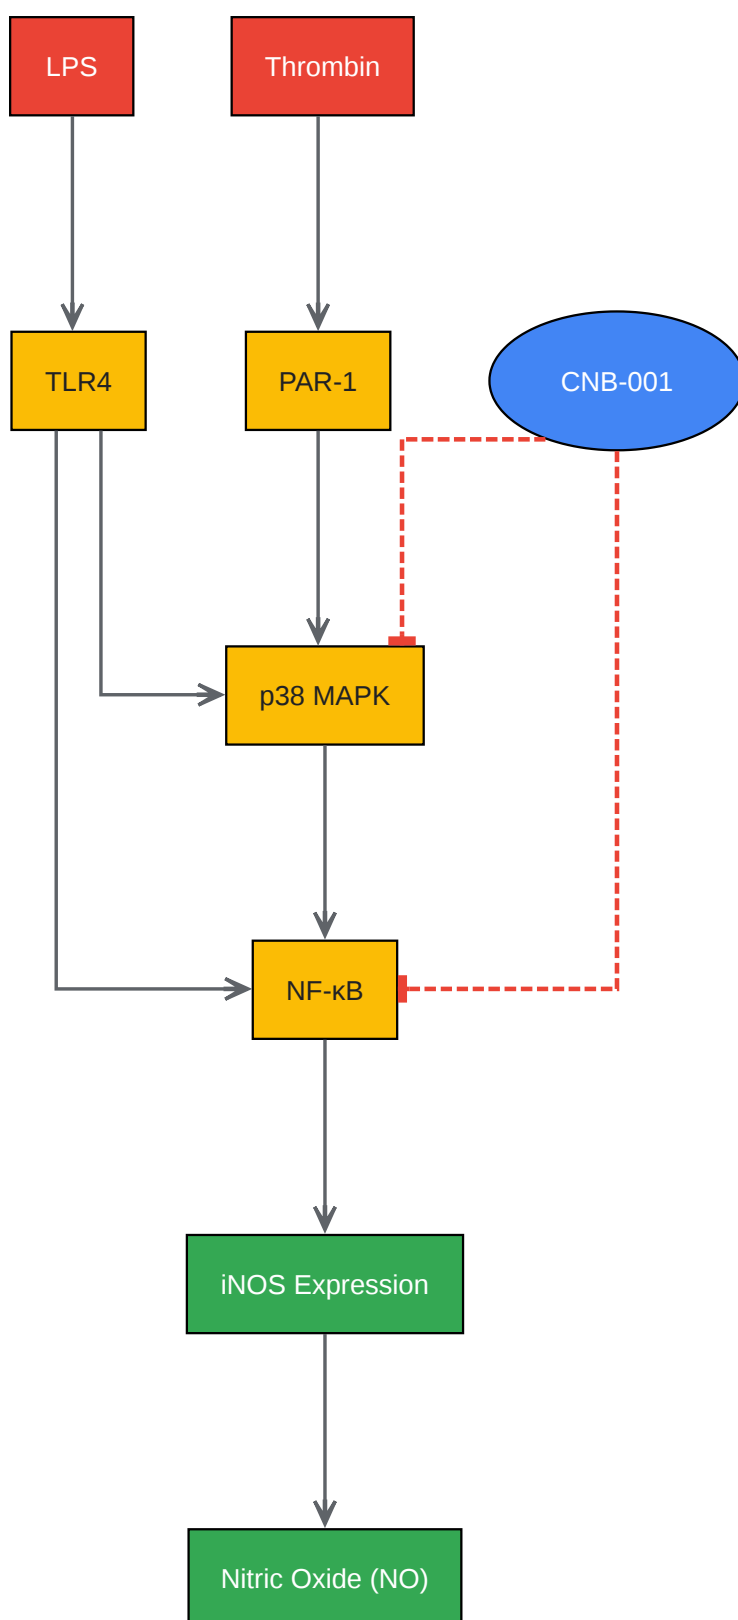 LPS
Thrombin
TLR4
PAR-1
CNB-001
p38 MAPK
NF-κB
iNOS Expression
Nitric Oxide (NO)